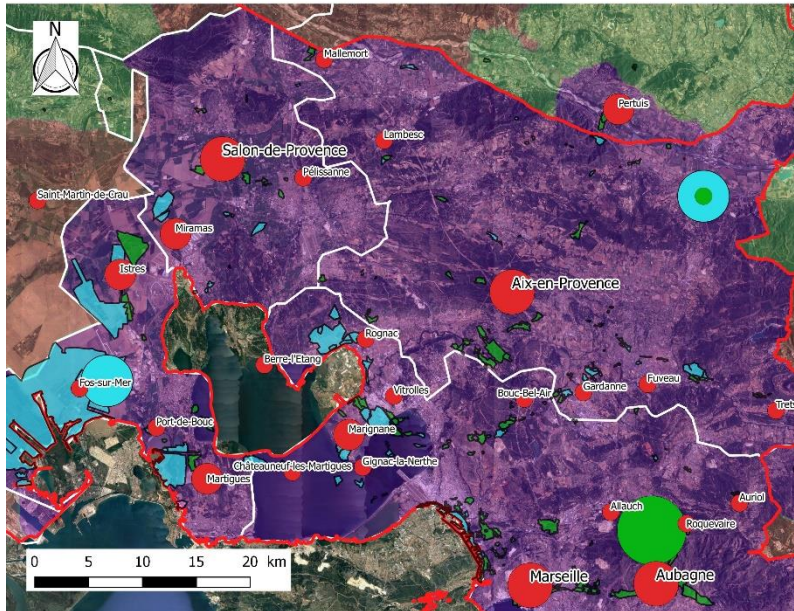 N
Mallemort
Pertuis
Lambesc
Salon-de-Provence
Pélissanne
Saint-Martin-de-Crau
Miramas
Istres
Aix-en-Provence
Rognac
Berre-l'Etang
Fos-sur-Mer
Vitrolles
Bouc-Bel-Air
Gardanne
Fuveau
Trets
Port-de-Bouc
Marignane
Châteauneuf-les-Martigues
Gignac-la-Nerthe
Martigues
Allauch
Auriol
Roquevaire
Marseille
Aubagne
0 5 10 15 20 km